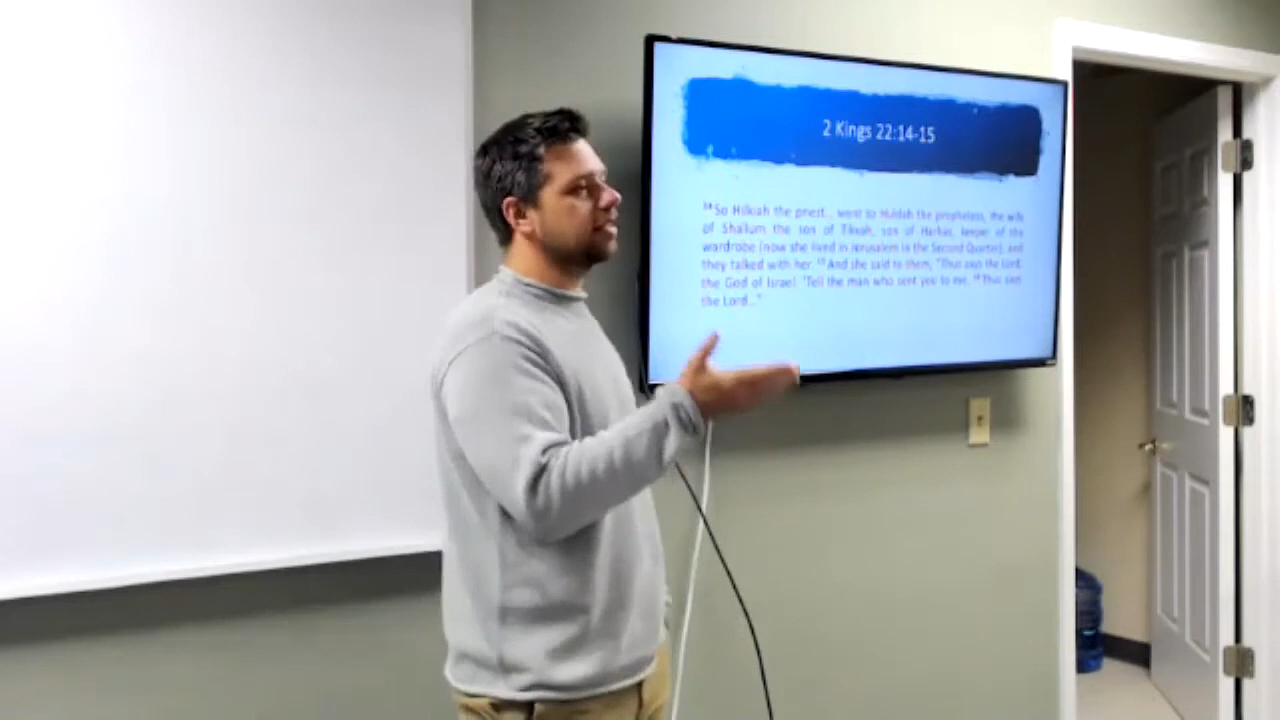 2 Kings 22:14-15
¹⁴So Hilkiah the priest... went to Huldah the prophetess, the wife
of Shallum the son of Tikvah, son of Harhas, keeper of the
wardrobe (now she lived in Jerusalem in the Second Quarter), and
they talked with her. ¹⁵And she said to them, "Thus says the Lord,
the God of Israel: 'Tell the man who sent you to me, ¹⁶Thus says
the Lord..."